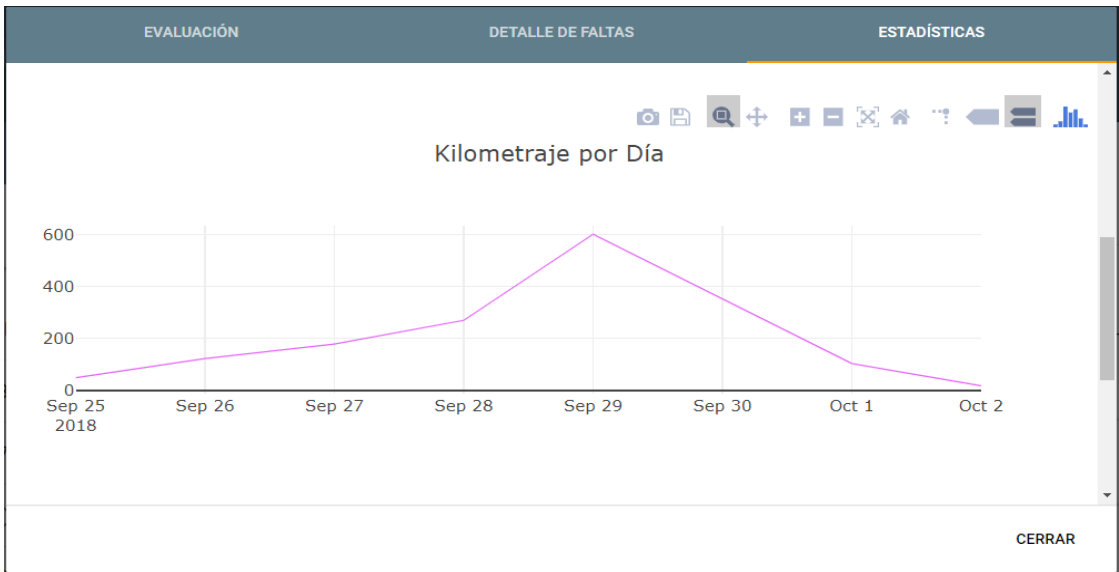 EVALUACIÓN DETALLE DE FALTAS ESTADÍSTICAS
Kilometraje por Día
600
400
200
0
Sep 25 Sep 26 Sep 27 Sep 28 Sep 29 Sep 30 Oct 1 Oct 2
2018
CERRAR